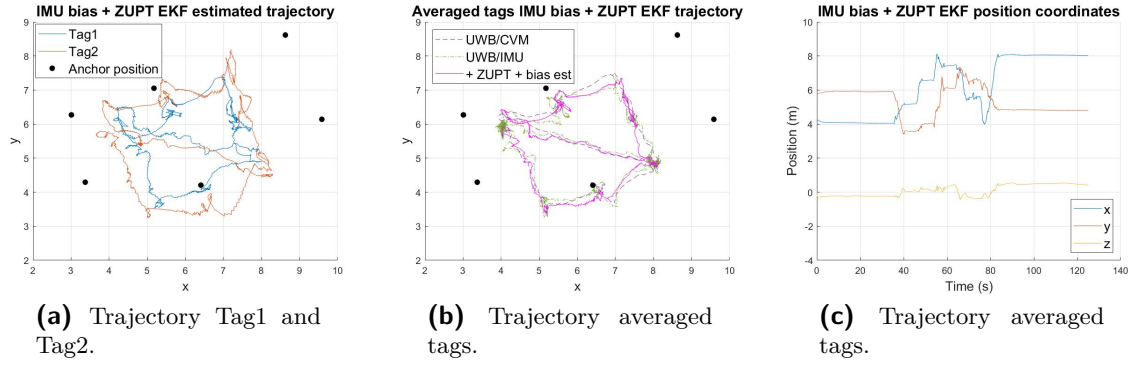 IMU bias + ZUPT EKF estimated trajectory
9
8
7
6
5
4
3
2
2 3 4 5 6 7 8 9 10
y
x
Tag1
Tag2
Anchor position
(a) Trajectory Tag1 and
Tag2.
Averaged tags IMU bias + ZUPT EKF trajectory
9
8
7
6
5
4
3
2
2 3 4 5 6 7 8 9 10
y
x
UWB/CVM
UWB/IMU
+ ZUPT + bias est
(b) Trajectory averaged
tags.
IMU bias + ZUPT EKF position coordinates
10
8
6
4
2
0
-2
-4
0 20 40 60 80 100 120 140
Position (m)
Time (s)
x
y
z
(c) Trajectory averaged
tags.